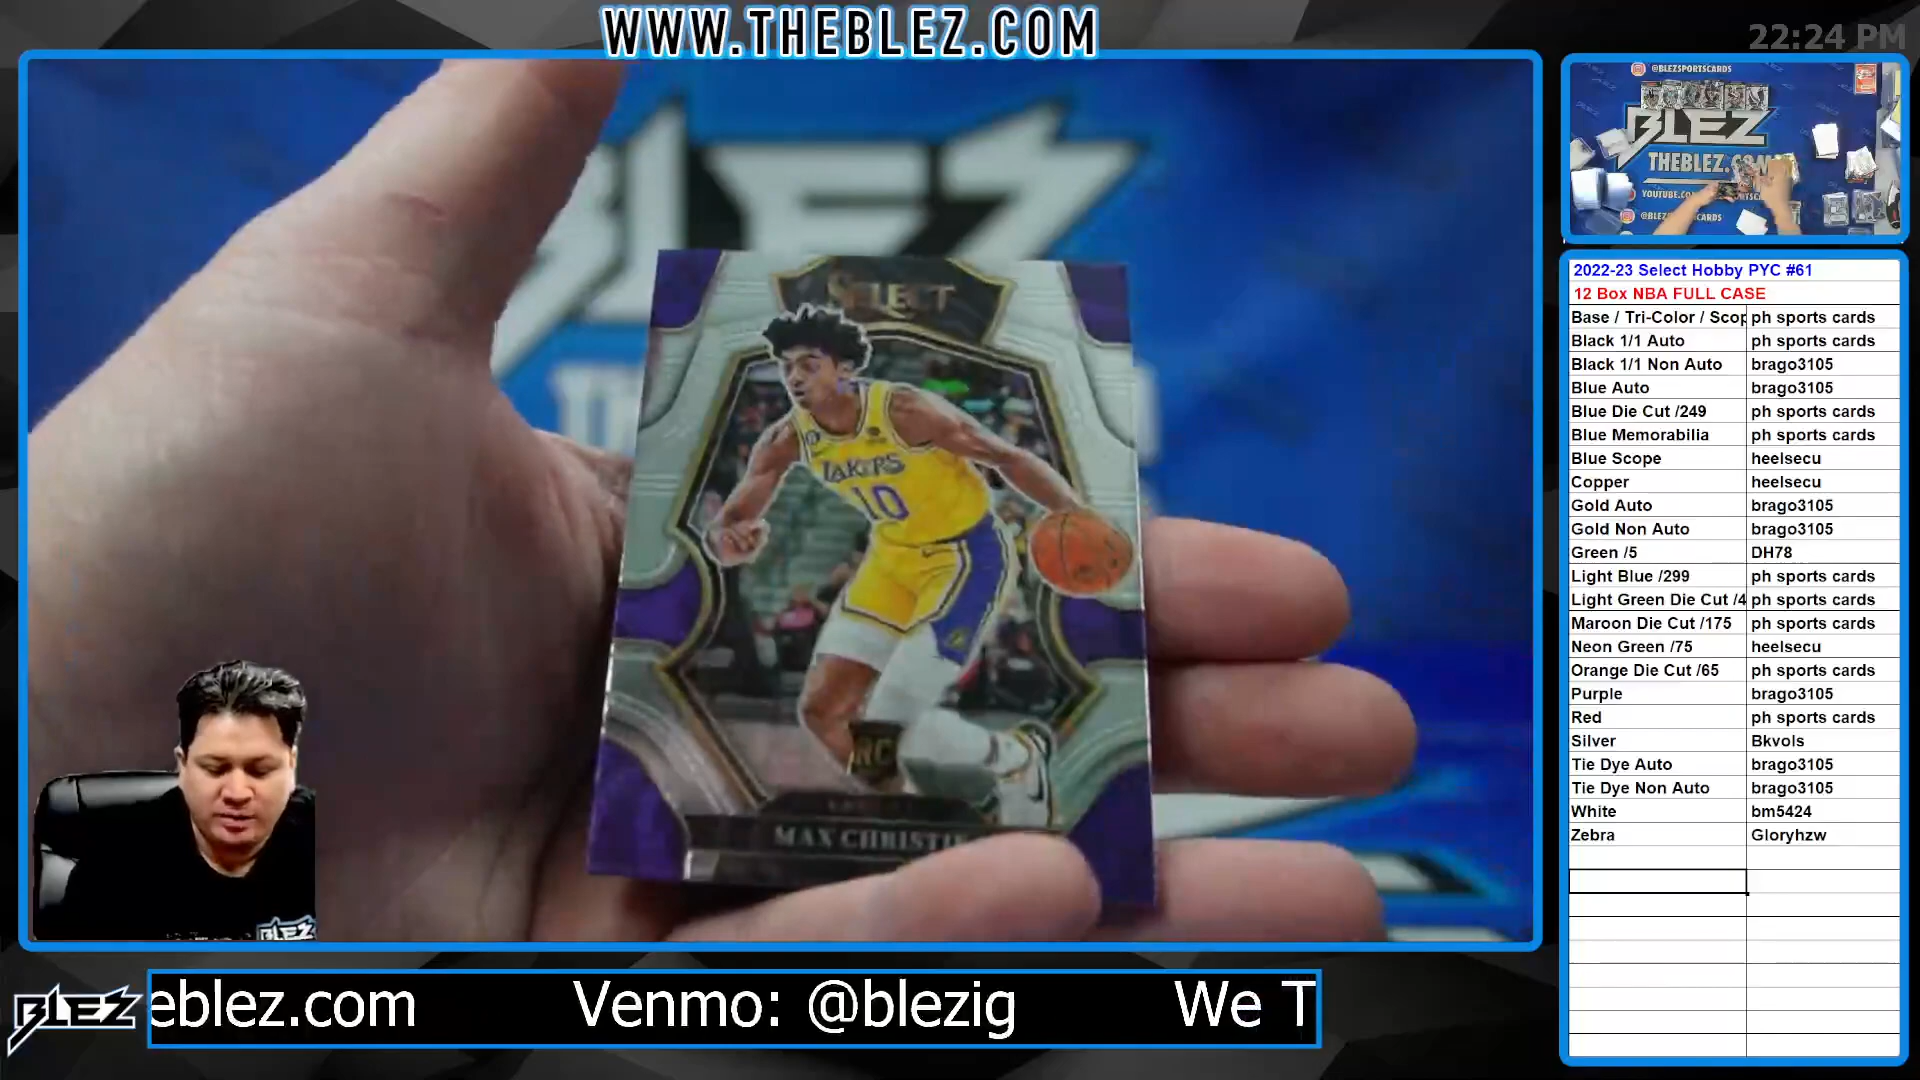 WWW.THEBLEZ.COM
22:24 PM
@BLEZSPORTSCARDS
BLEZ
THEBLEZ.COM
BLEZ
SELECT
LAKERS
10
RC
MAX CHRISTIE
BLEZ
2022-23 Select Hobby PYC #61
12 Box NBA FULL CASE
Base / Tri-Color / Scop ph sports cards
Black 1/1 Auto ph sports cards
Black 1/1 Non Auto brago3105
Blue Auto brago3105
Blue Die Cut /249 ph sports cards
Blue Memorabilia ph sports cards
Blue Scope heelsecu
Copper heelsecu
Gold Auto brago3105
Gold Non Auto brago3105
Green /5 DH78
Light Blue /299 ph sports cards
Light Green Die Cut /4 ph sports cards
Maroon Die Cut /175 ph sports cards
Neon Green /75 heelsecu
Orange Die Cut /65 ph sports cards
Purple brago3105
Red ph sports cards
Silver Bkvols
Tie Dye Auto brago3105
Tie Dye Non Auto brago3105
White bm5424
Zebra Gloryhzw
BLEZ
eblez.com Venmo: @blezig We T